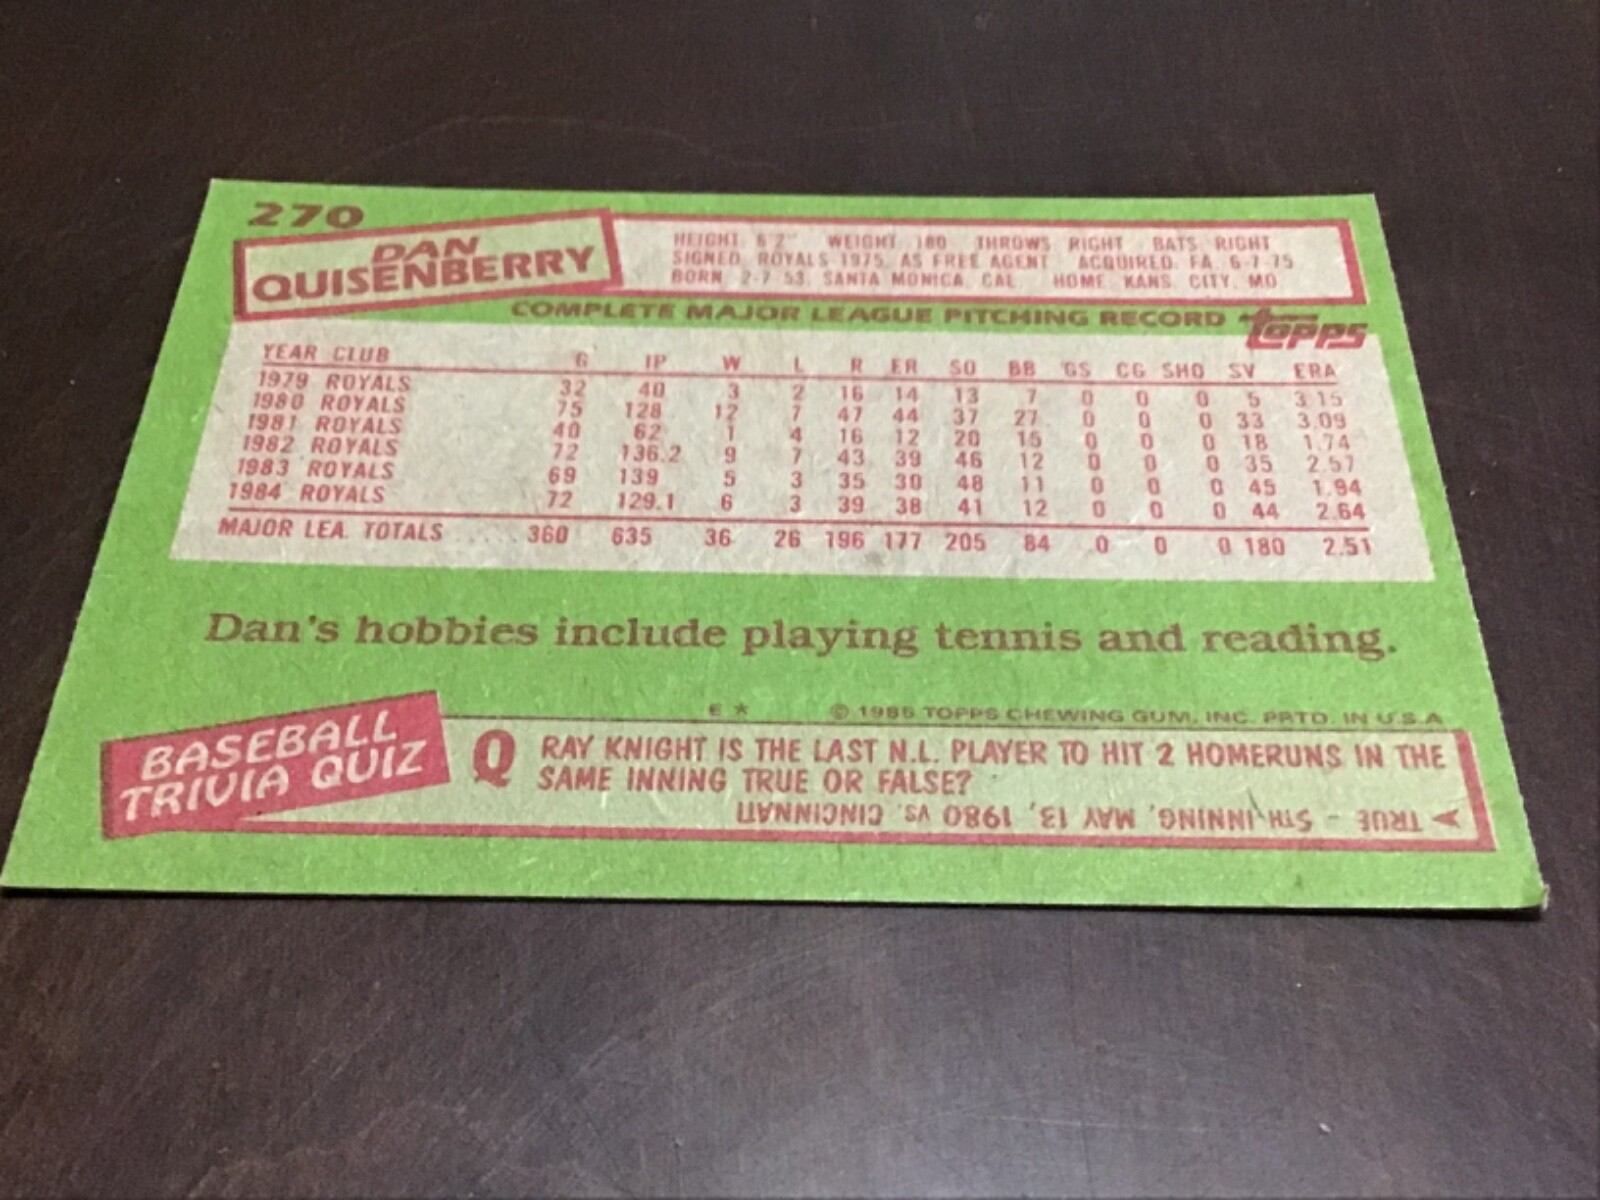 270
DAN
QUISENBERRY
HEIGHT 6'2" WEIGHT 180 THROWS RIGHT BATS RIGHT
SIGNED ROYALS 1975, AS FREE AGENT ACQUIRED: FA 6-7-75
BORN 2-7-53, SANTA MONICA, CAL HOME KANS. CITY, MO
COMPLETE MAJOR LEAGUE PITCHING RECORD topps
YEAR CLUB G IP W L R ER SO BB GS CG SHO SV ERA
1979 ROYALS 32 40 3 2 16 14 13 7 0 0 0 5 3.15
1980 ROYALS 75 128 12 7 47 44 37 27 0 0 0 33 3.09
1981 ROYALS 40 62 1 4 16 12 20 15 0 0 0 18 1.74
1982 ROYALS 72 136.2 9 7 43 39 46 12 0 0 0 35 2.57
1983 ROYALS 69 139 5 3 35 30 48 11 0 0 0 45 1.94
1984 ROYALS 72 129.1 6 3 39 38 41 12 0 0 0 44 2.64
MAJOR LEA. TOTALS ..... 360 635 36 26 196 177 205 84 0 0 0 180 2.51
Dan's hobbies include playing tennis and reading.
E * © 1985 TOPPS CHEWING GUM, INC. PRTD. IN U.S.A.
BASEBALL
TRIVIA QUIZ
Q RAY KNIGHT IS THE LAST N.L. PLAYER TO HIT 2 HOMERUNS IN THE
SAME INNING TRUE OR FALSE?
TRUE - 5TH INNING, MAY 13, 1980 VS. CINCINNATI